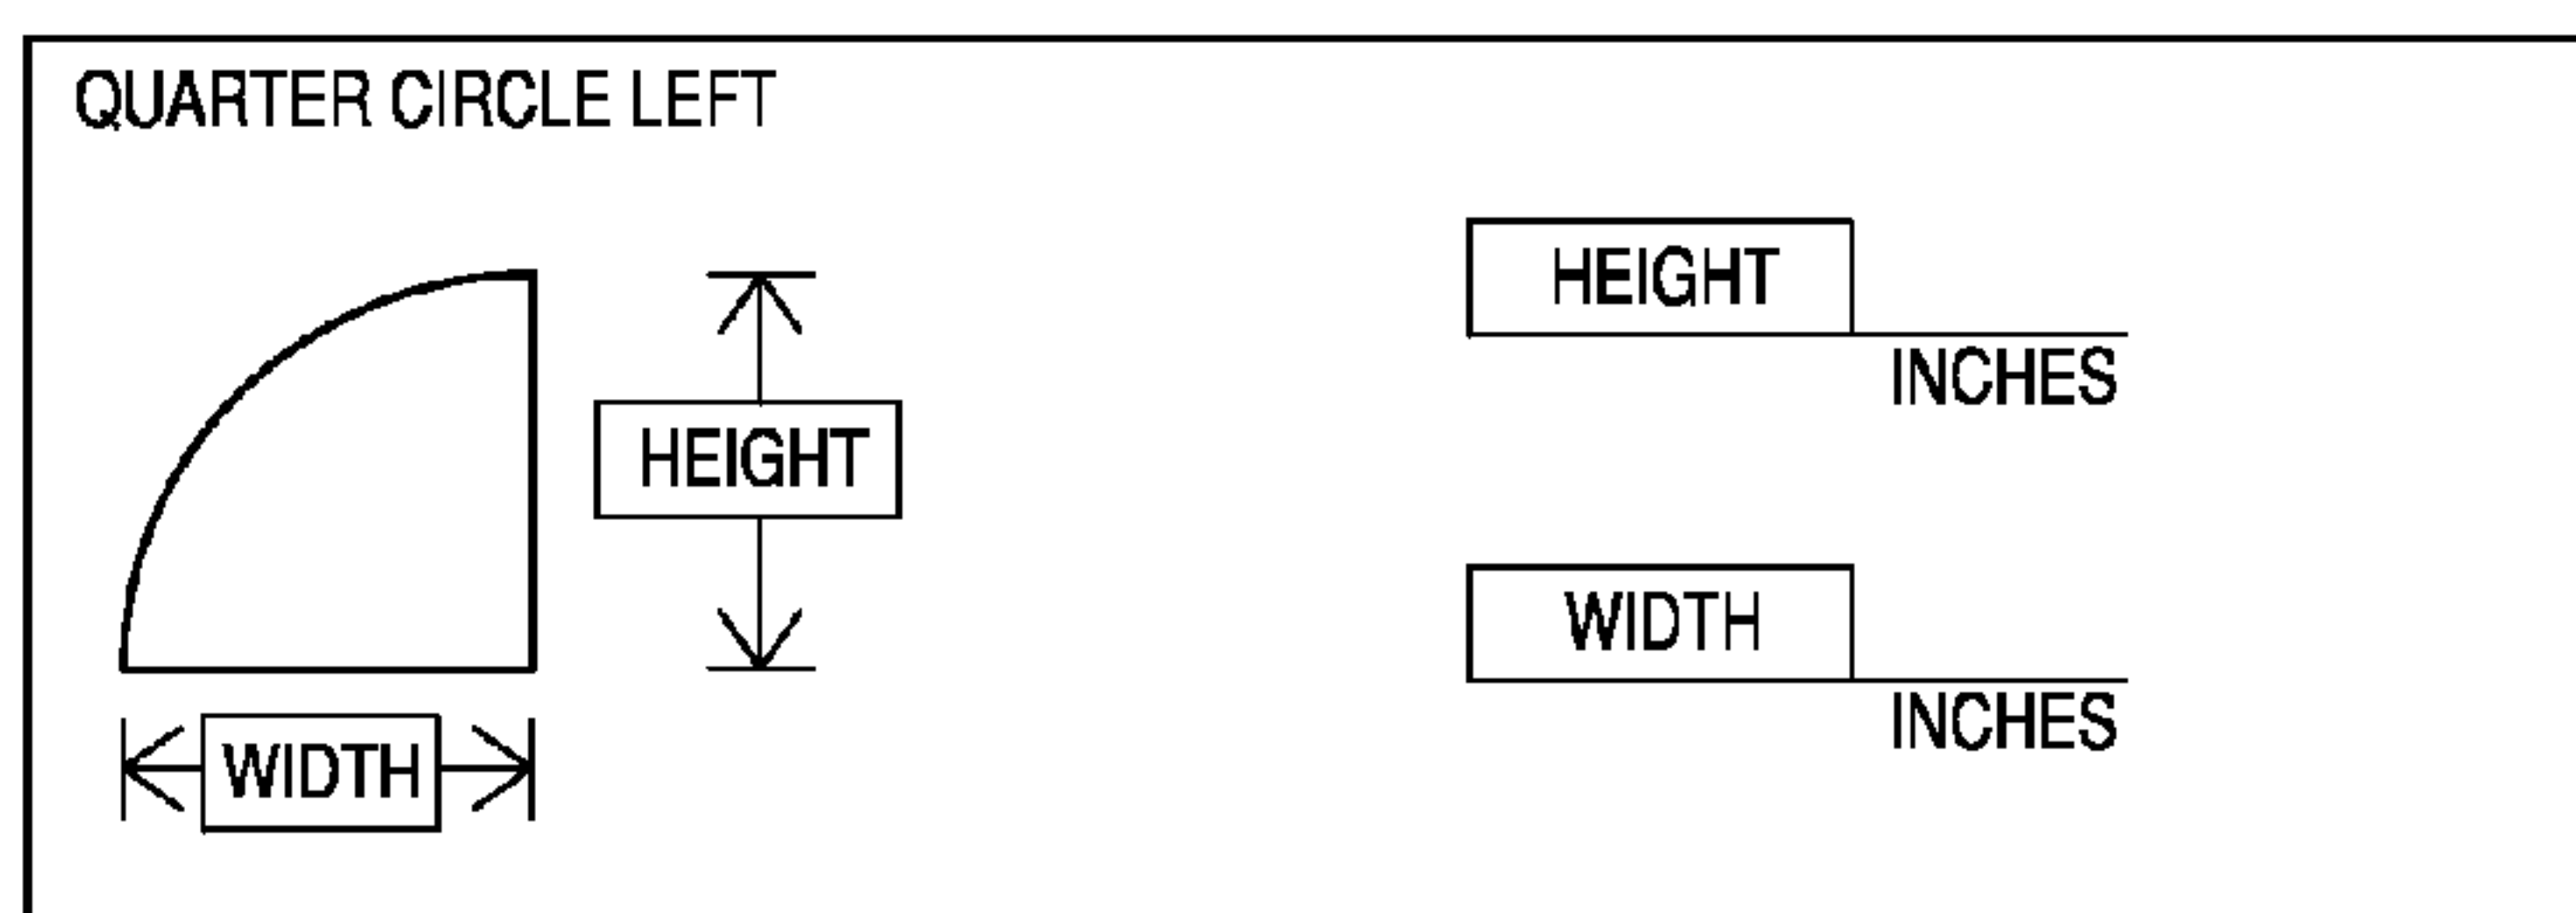 QUARTER CIRCLE LEFT
HEIGHT
WIDTH
HEIGHT
INCHES
WIDTH
INCHES